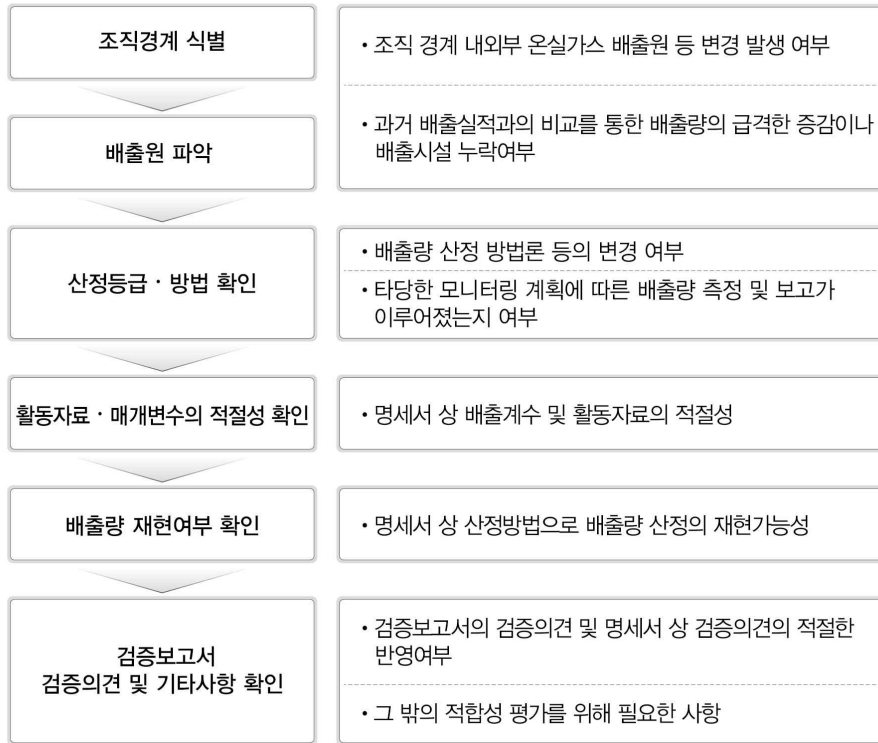 조직경계 식별
• 조직 경계 내외부 온실가스 배출원 등 변경 발생 여부
배출원 파악
• 과거 배출실적과의 비교를 통한 배출량의 급격한 증감이나
배출시설 누락여부
산정등급 · 방법 확인
• 배출량 산정 방법론 등의 변경 여부
• 타당한 모니터링 계획에 따른 배출량 측정 및 보고가
이루어졌는지 여부
활동자료 · 매개변수의 적절성 확인
• 명세서 상 배출계수 및 활동자료의 적절성
배출량 재현여부 확인
• 명세서 상 산정방법으로 배출량 산정의 재현가능성
검증보고서
검증의견 및 기타사항 확인
• 검증보고서의 검증의견 및 명세서 상 검증의견의 적절한
반영여부
• 그 밖의 적합성 평가를 위해 필요한 사항